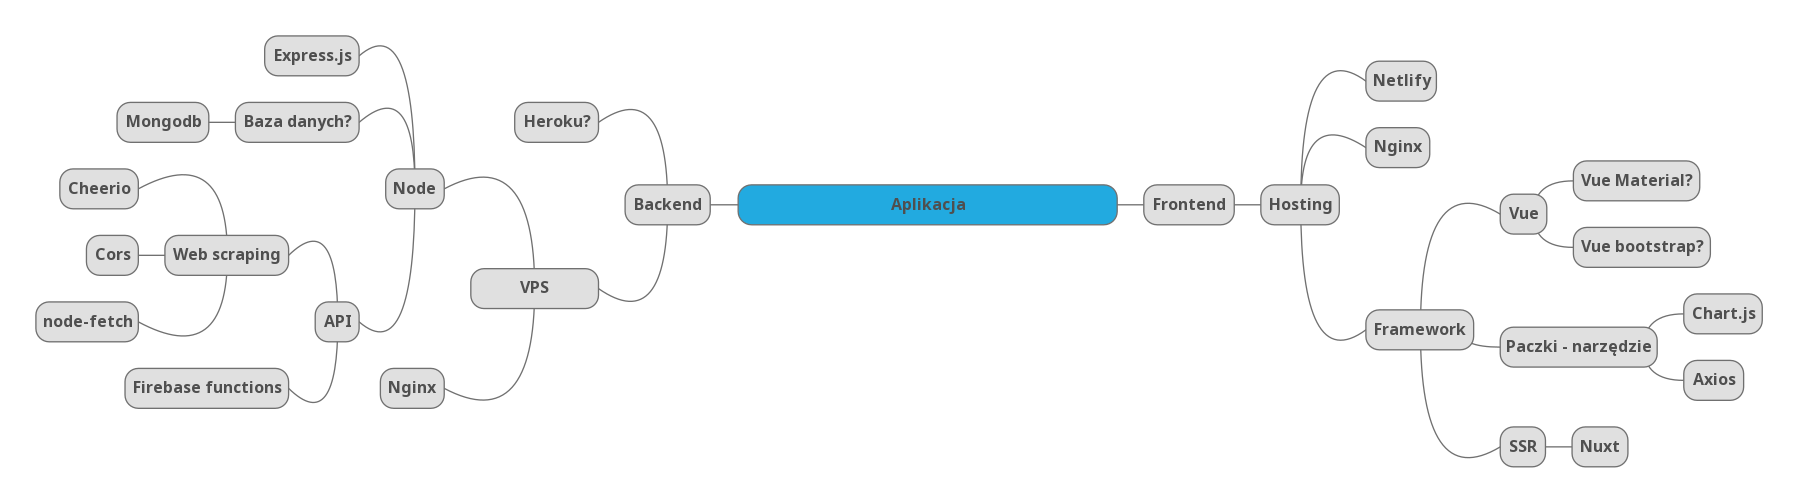 Express.js
Netlify
Mongodb
Baza danych?
Heroku?
Nginx
Vue Material?
Cheerio
Node
Backend
Aplikacja
Frontend
Hosting
Vue
Vue bootstrap?
Cors
Web scraping
VPS
Chart.js
node-fetch
API
Framework
Paczki - narzędzie
Axios
Firebase functions
Nginx
SSR
Nuxt